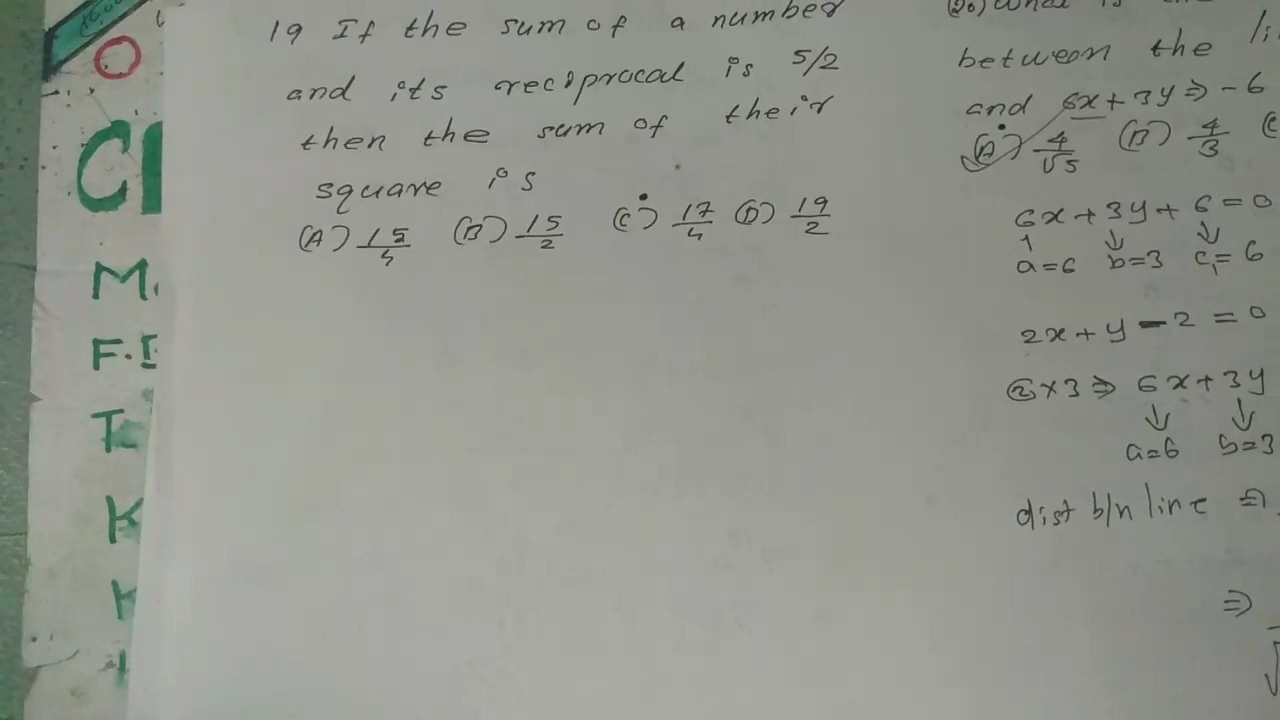 19 If the sum of a number
and its reciprocal is 5/2
then the sum of their
square is
(A) 15/4 (B) 15/2 (C) 17/4 (D) 19/2
between the
and 6x+3y⇒-6
(A) 4/√5 (B) 4/3
6x+3y+6=0
a=6 b=3 c₁=6
2x+y-2=0
②×3⇒ 6x+3y
a=6 b=3
dist b/n line ⇒
⇒
M.
F.
T
K
K